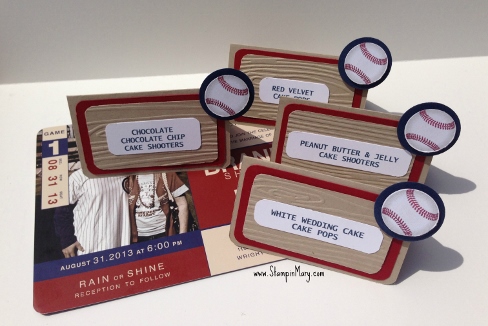 RED VELVET
CAKE POPS
CHOCOLATE
CHOCOLATE CHIP
CAKE SHOOTERS
PEANUT BUTTER & JELLY
CAKE SHOOTERS
WHITE WEDDING CAKE
CAKE POPS
GAME
1
08 31 13
AUGUST 31.2013 AT 6:00 PM
RAIN OR SHINE
RECEPTION TO FOLLOW
www.StampinMary.com